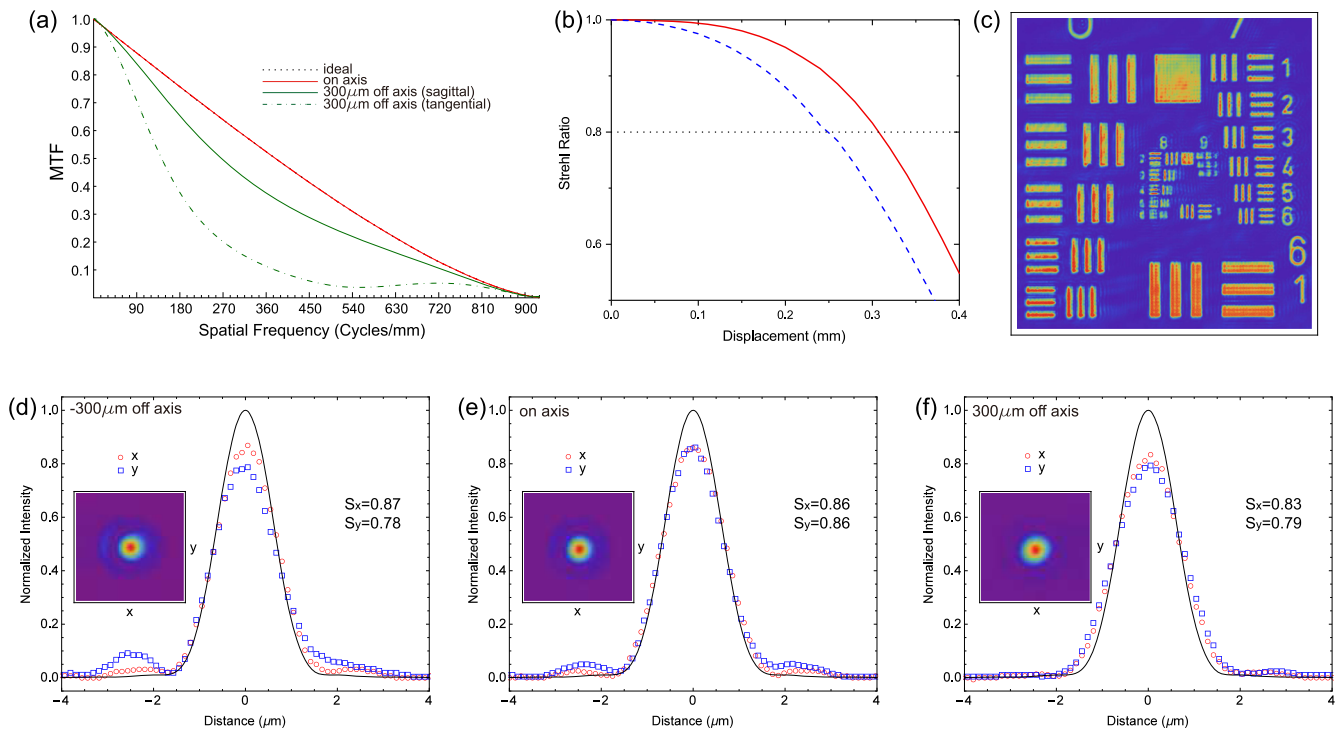 (a)
1.0
0.9
0.8
0.7
0.6
0.5
0.4
0.3
0.2
0.1
MTF
ideal
on axis
300μm off axis (sagittal)
300μm off axis (tangential)
90 180 270 360 450 540 630 720 810 900
Spatial Frequency (Cycles/mm)
(b)
1.0
0.8
0.6
Strehl Ratio
0.0 0.1 0.2 0.3 0.4
Displacement (mm)
(c)
7
1
2
3
4
5
6
8 9
6
1
(d)
-300μm off axis
1.0
0.8
0.6
0.4
0.2
0.0
Normalized Intensity
x
y
Sx=0.87
Sy=0.78
y
x
−4 −2 0 2 4
Distance (μm)
(e)
on axis
1.0
0.8
0.6
0.4
0.2
0.0
Normalized Intensity
x
y
Sx=0.86
Sy=0.86
y
x
−4 −2 0 2 4
Distance (μm)
(f)
300μm off axis
1.0
0.8
0.6
0.4
0.2
0.0
Normalized Intensity
x
y
Sx=0.83
Sy=0.79
y
x
−4 −2 0 2 4
Distance (μm)